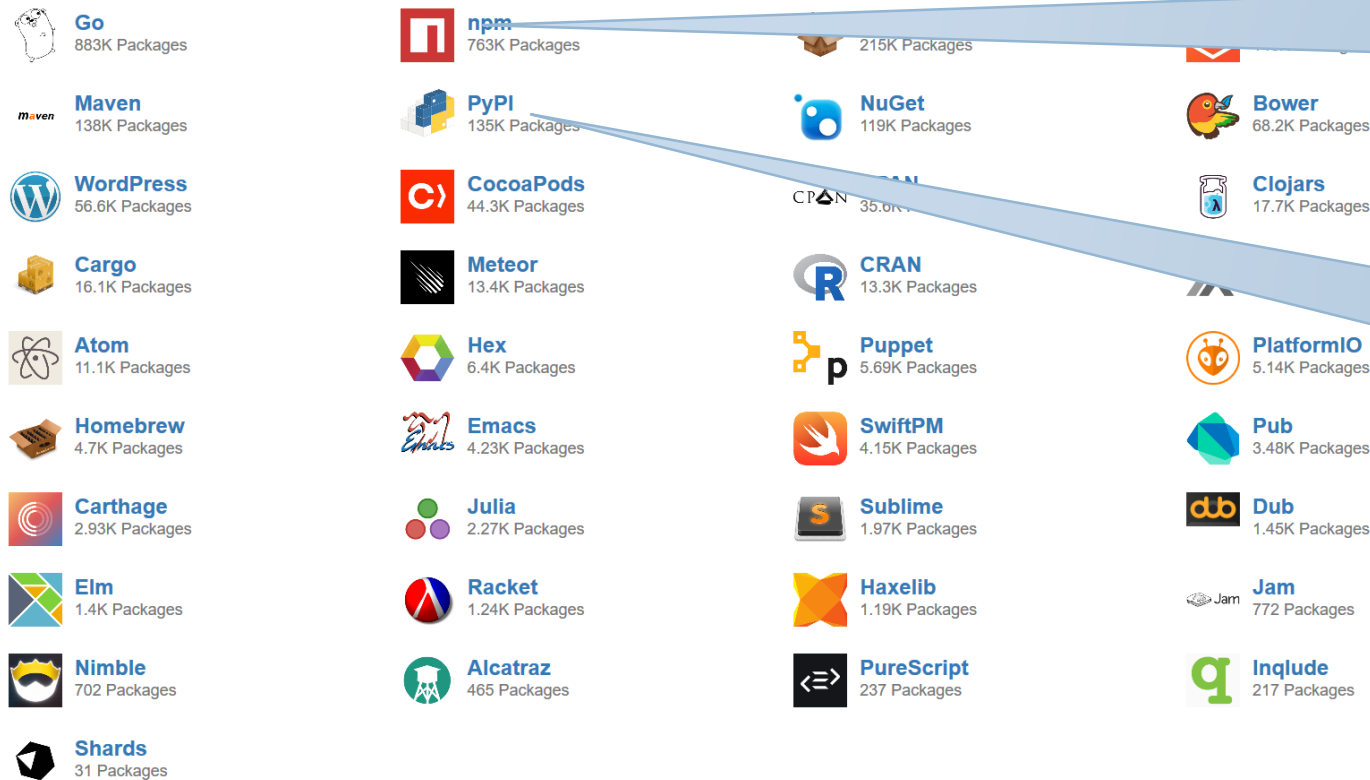 Go
883K Packages
npm
763K Packages
215K Packages
maven
Maven
138K Packages
PyPI
135K Packages
NuGet
119K Packages
Bower
68.2K Packages
WordPress
56.6K Packages
CocoaPods
44.3K Packages
CPAN
35.6K
Clojars
17.7K Packages
Cargo
16.1K Packages
Meteor
13.4K Packages
CRAN
13.3K Packages
Atom
11.1K Packages
Hex
6.4K Packages
p
Puppet
5.69K Packages
PlatformIO
5.14K Packages
Homebrew
4.7K Packages
Emacs
Emacs
4.23K Packages
SwiftPM
4.15K Packages
Pub
3.48K Packages
Carthage
2.93K Packages
Julia
2.27K Packages
S
Sublime
1.97K Packages
dub
Dub
1.45K Packages
Elm
1.4K Packages
Racket
1.24K Packages
Haxelib
1.19K Packages
Jam
Jam
772 Packages
Nimble
702 Packages
Alcatraz
465 Packages
PureScript
237 Packages
q
Inqlude
217 Packages
Shards
31 Packages